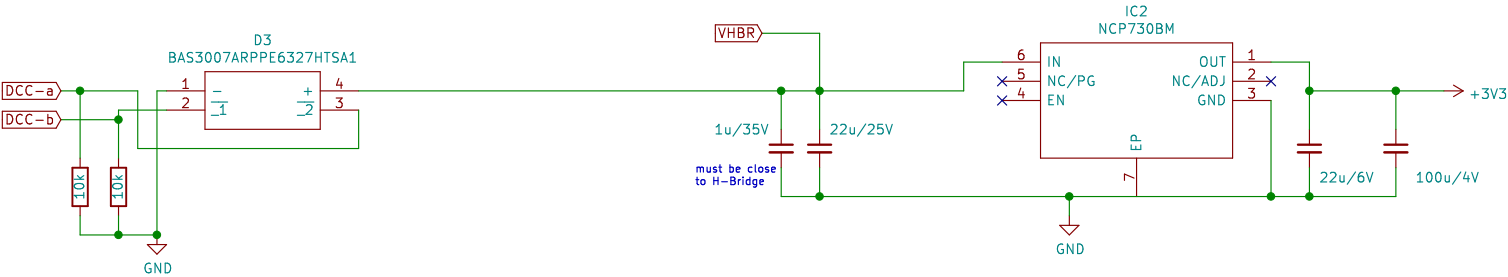 D3
BAS3007ARPPE6327HTSA1
DCC-a
DCC-b
1
2
-
_1
+
_2
4
3
10k
10k
GND
VHBR
1u/35V
22u/25V
must be close
to H-Bridge
IC2
NCP730BM
6
5
4
IN
NC/PG
EN
OUT
NC/ADJ
GND
1
2
3
EP
7
GND
+3V3
22u/6V
100u/4V